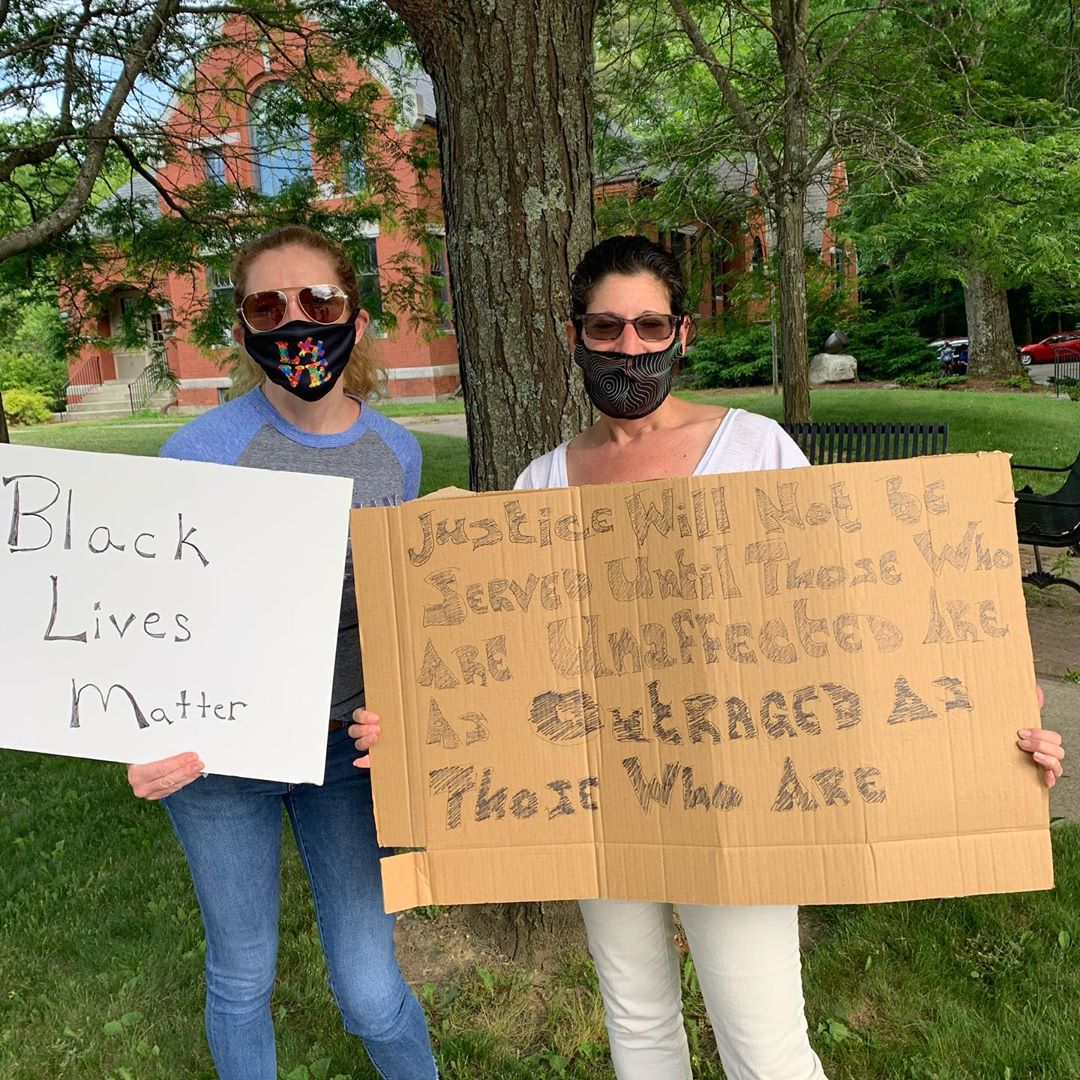 LOVE
Black
Lives
Matter
Justice Will Not be
Served Until Those Who
Are Unaffected Are
As Outraged As
Those Who Are